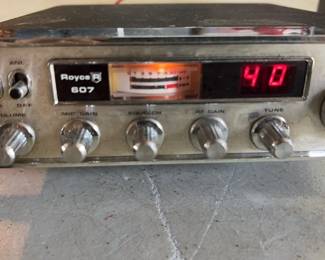 Royce R
607
40
OFF
VOLUME
MIC GAIN
SQUELCH
RF GAIN
TUNE